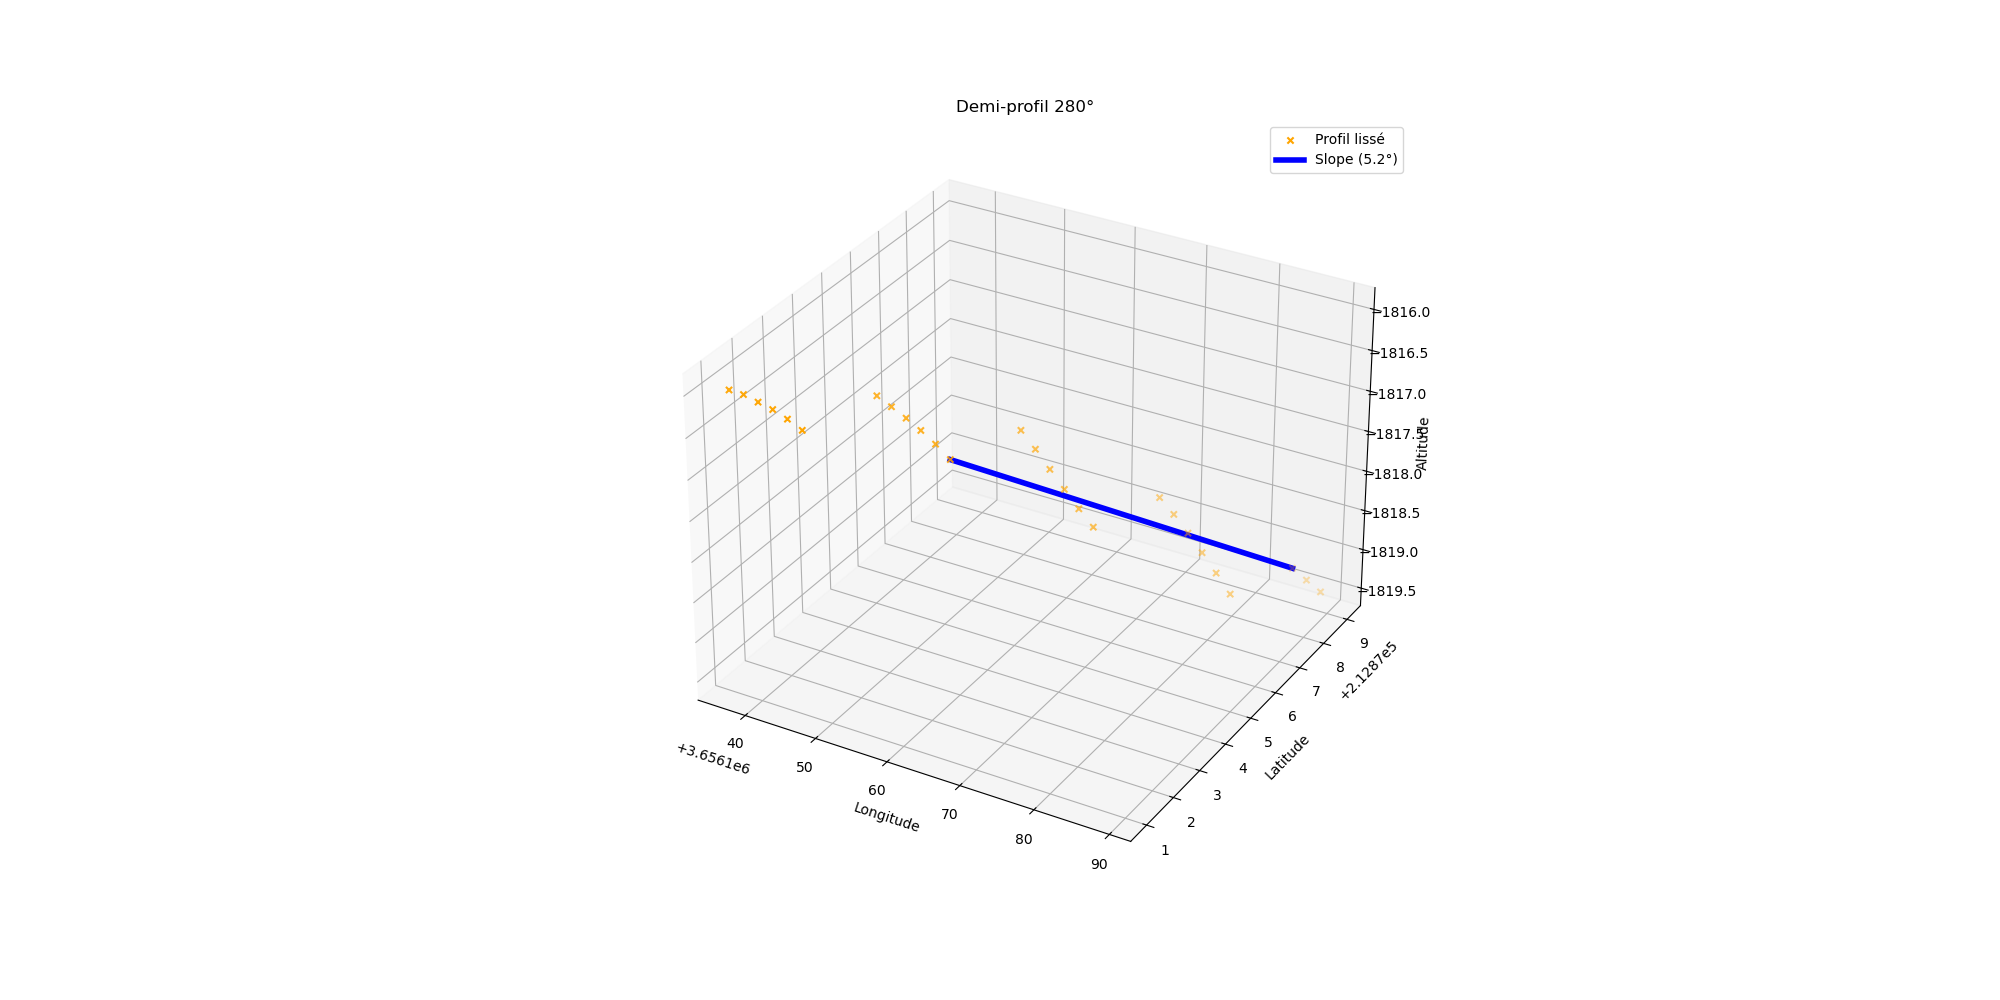 Demi-profil 280°
Profil lissé
Slope (5.2°)
−1816.0
−1816.5
−1817.0
−1817.5
−1818.0
−1818.5
−1819.0
−1819.5
Altitude
9
8
7
6
5
4
3
2
1
+2.1287e5
Latitude
40
50
60
70
80
90
+3.6561e6
Longitude